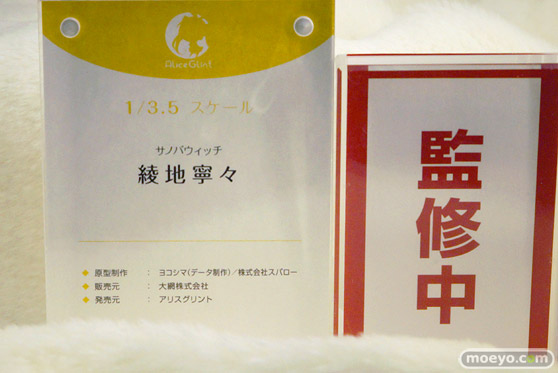 AliceGlint
1/3.5 スケール
サノバウィッチ
綾地寧々
◆ 原型制作 : ヨコシマ(データ制作)/株式会社スパロー
◆ 販売元 : 大網株式会社
◆ 発売元 : アリスグリント
監修中
moeyo.com